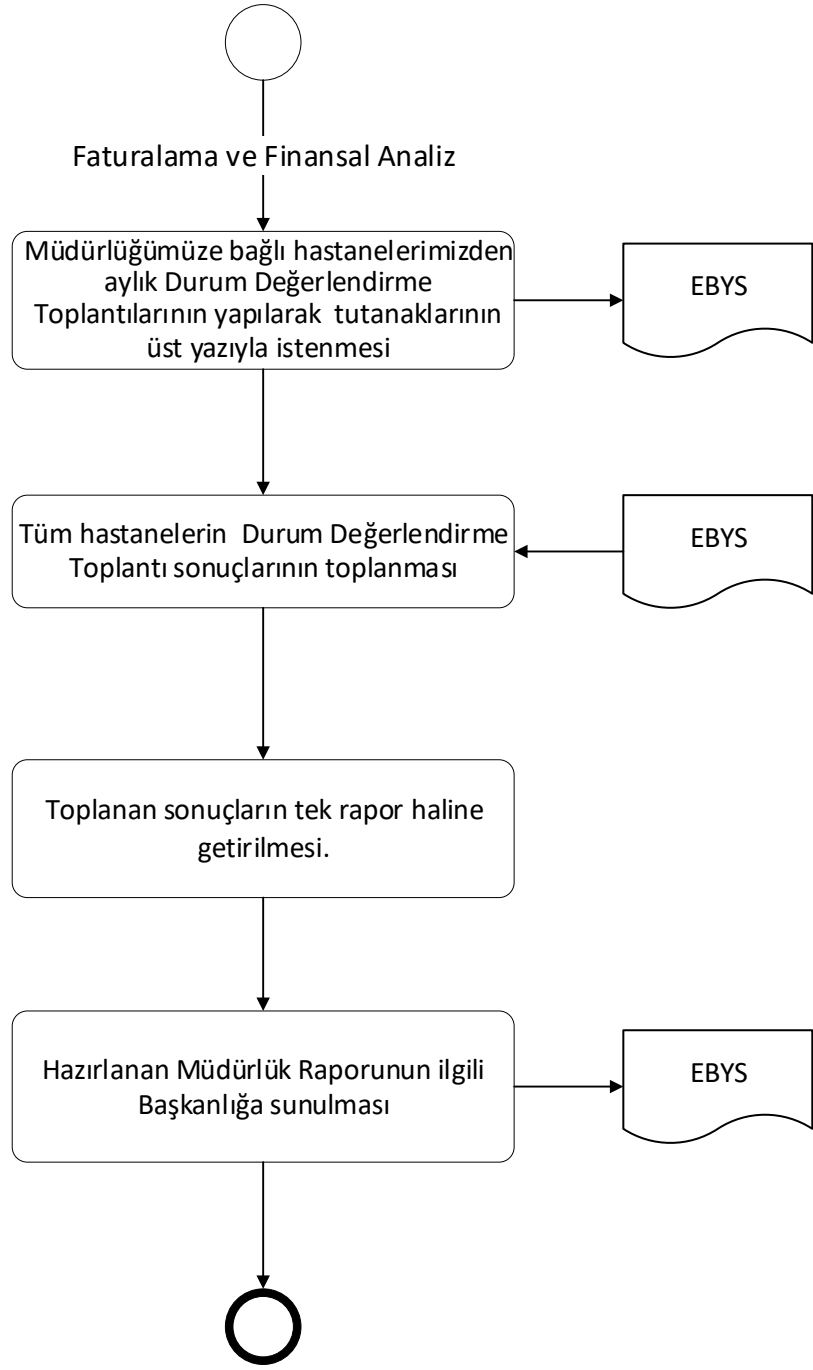 Faturalama ve Finansal Analiz
Müdürlüğümüze bağlı hastanelerimizden
aylık Durum Değerlendirme
Toplantılarının yapılarak tutanaklarının
üst yazıyla istenmesi
EBYS
Tüm hastanelerin Durum Değerlendirme
Toplantı sonuçlarının toplanması
EBYS
Toplanan sonuçların tek rapor haline
getirilmesi.
Hazırlanan Müdürlük Raporunun ilgili
Başkanlığa sunulması
EBYS